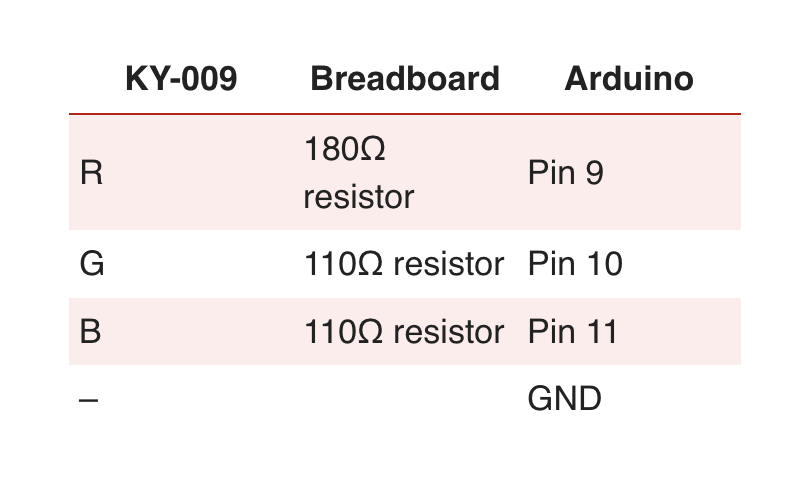 KY-009 Breadboard Arduino
R 180Ω resistor Pin 9
G 110Ω resistor Pin 10
B 110Ω resistor Pin 11
– GND